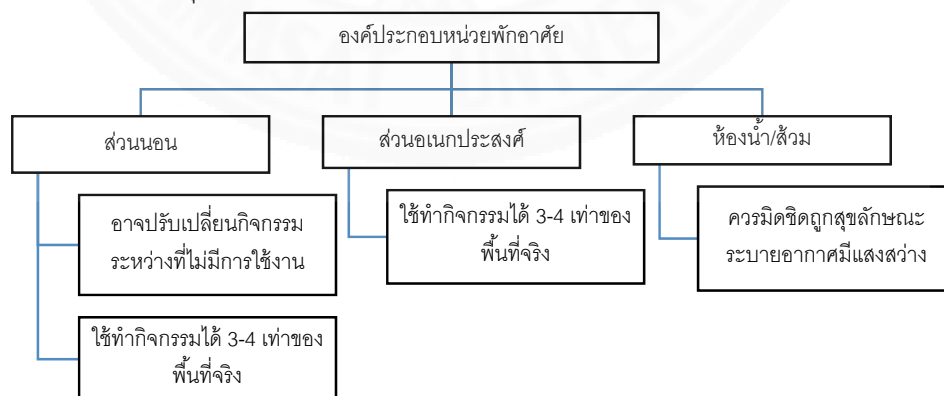 องค์ประกอบหน่วยพักอาศัย
ส่วนนอน
ส่วนอเนกประสงค์
ห้องน้ำ/ส้วม
อาจปรับเปลี่ยนกิจกรรม
ระหว่างที่ไม่มีการใช้งาน
ใช้ทำกิจกรรมได้ 3-4 เท่าของ
พื้นที่จริง
ใช้ทำกิจกรรมได้ 3-4 เท่าของ
พื้นที่จริง
ควรมิดชิดถูกสุขลักษณะ
ระบายอากาศมีแสงสว่าง